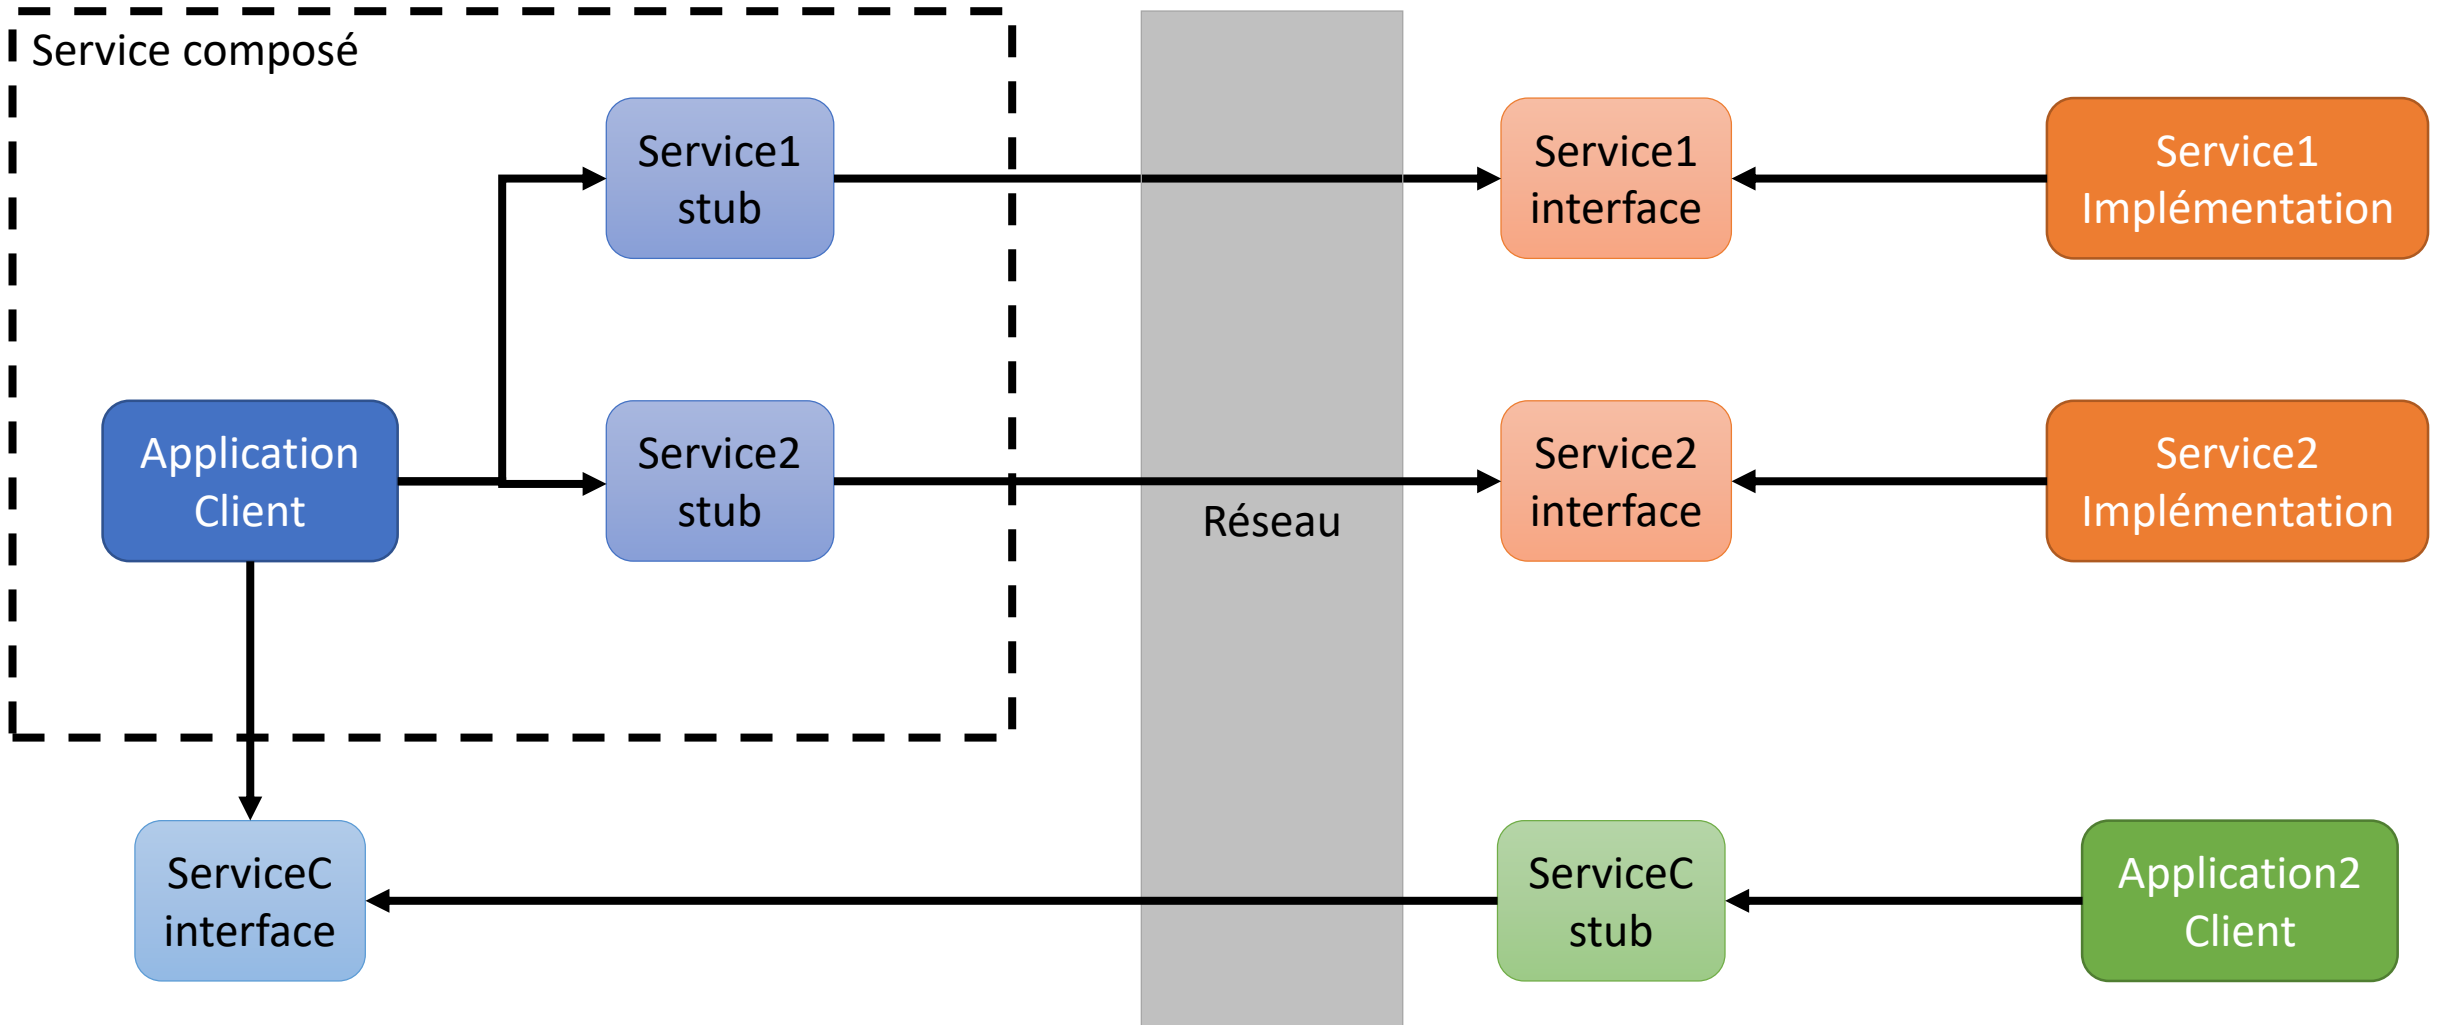 Service composé
Service1
stub
Service1
interface
Service1
Implémentation
Application
Client
Service2
stub
Réseau
Service2
interface
Service2
Implémentation
ServiceC
interface
ServiceC
stub
Application2
Client